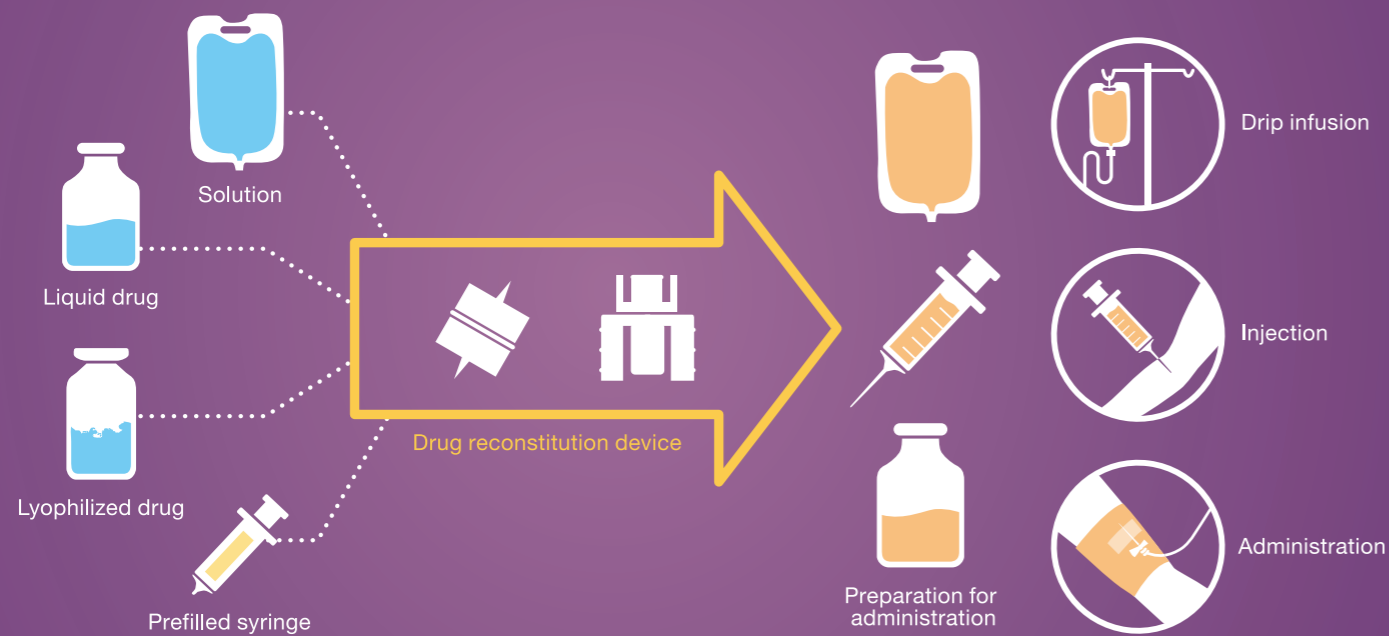 Solution
Liquid drug
Lyophilized drug
Prefilled syringe
Drug reconstitution device
Preparation for
administration
Drip infusion
Injection
Administration